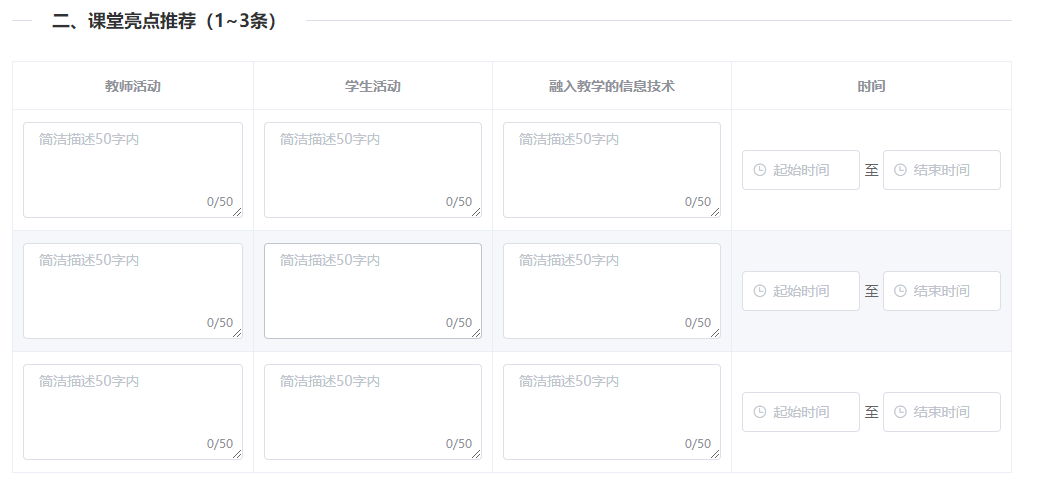 二、课堂亮点推荐（1~3条）
教师活动 学生活动 融入教学的信息技术 时间
简洁描述50字内 简洁描述50字内 简洁描述50字内
起始时间 至 结束时间
0/50 0/50 0/50
简洁描述50字内 简洁描述50字内 简洁描述50字内
起始时间 至 结束时间
0/50 0/50 0/50
简洁描述50字内 简洁描述50字内 简洁描述50字内
起始时间 至 结束时间
0/50 0/50 0/50